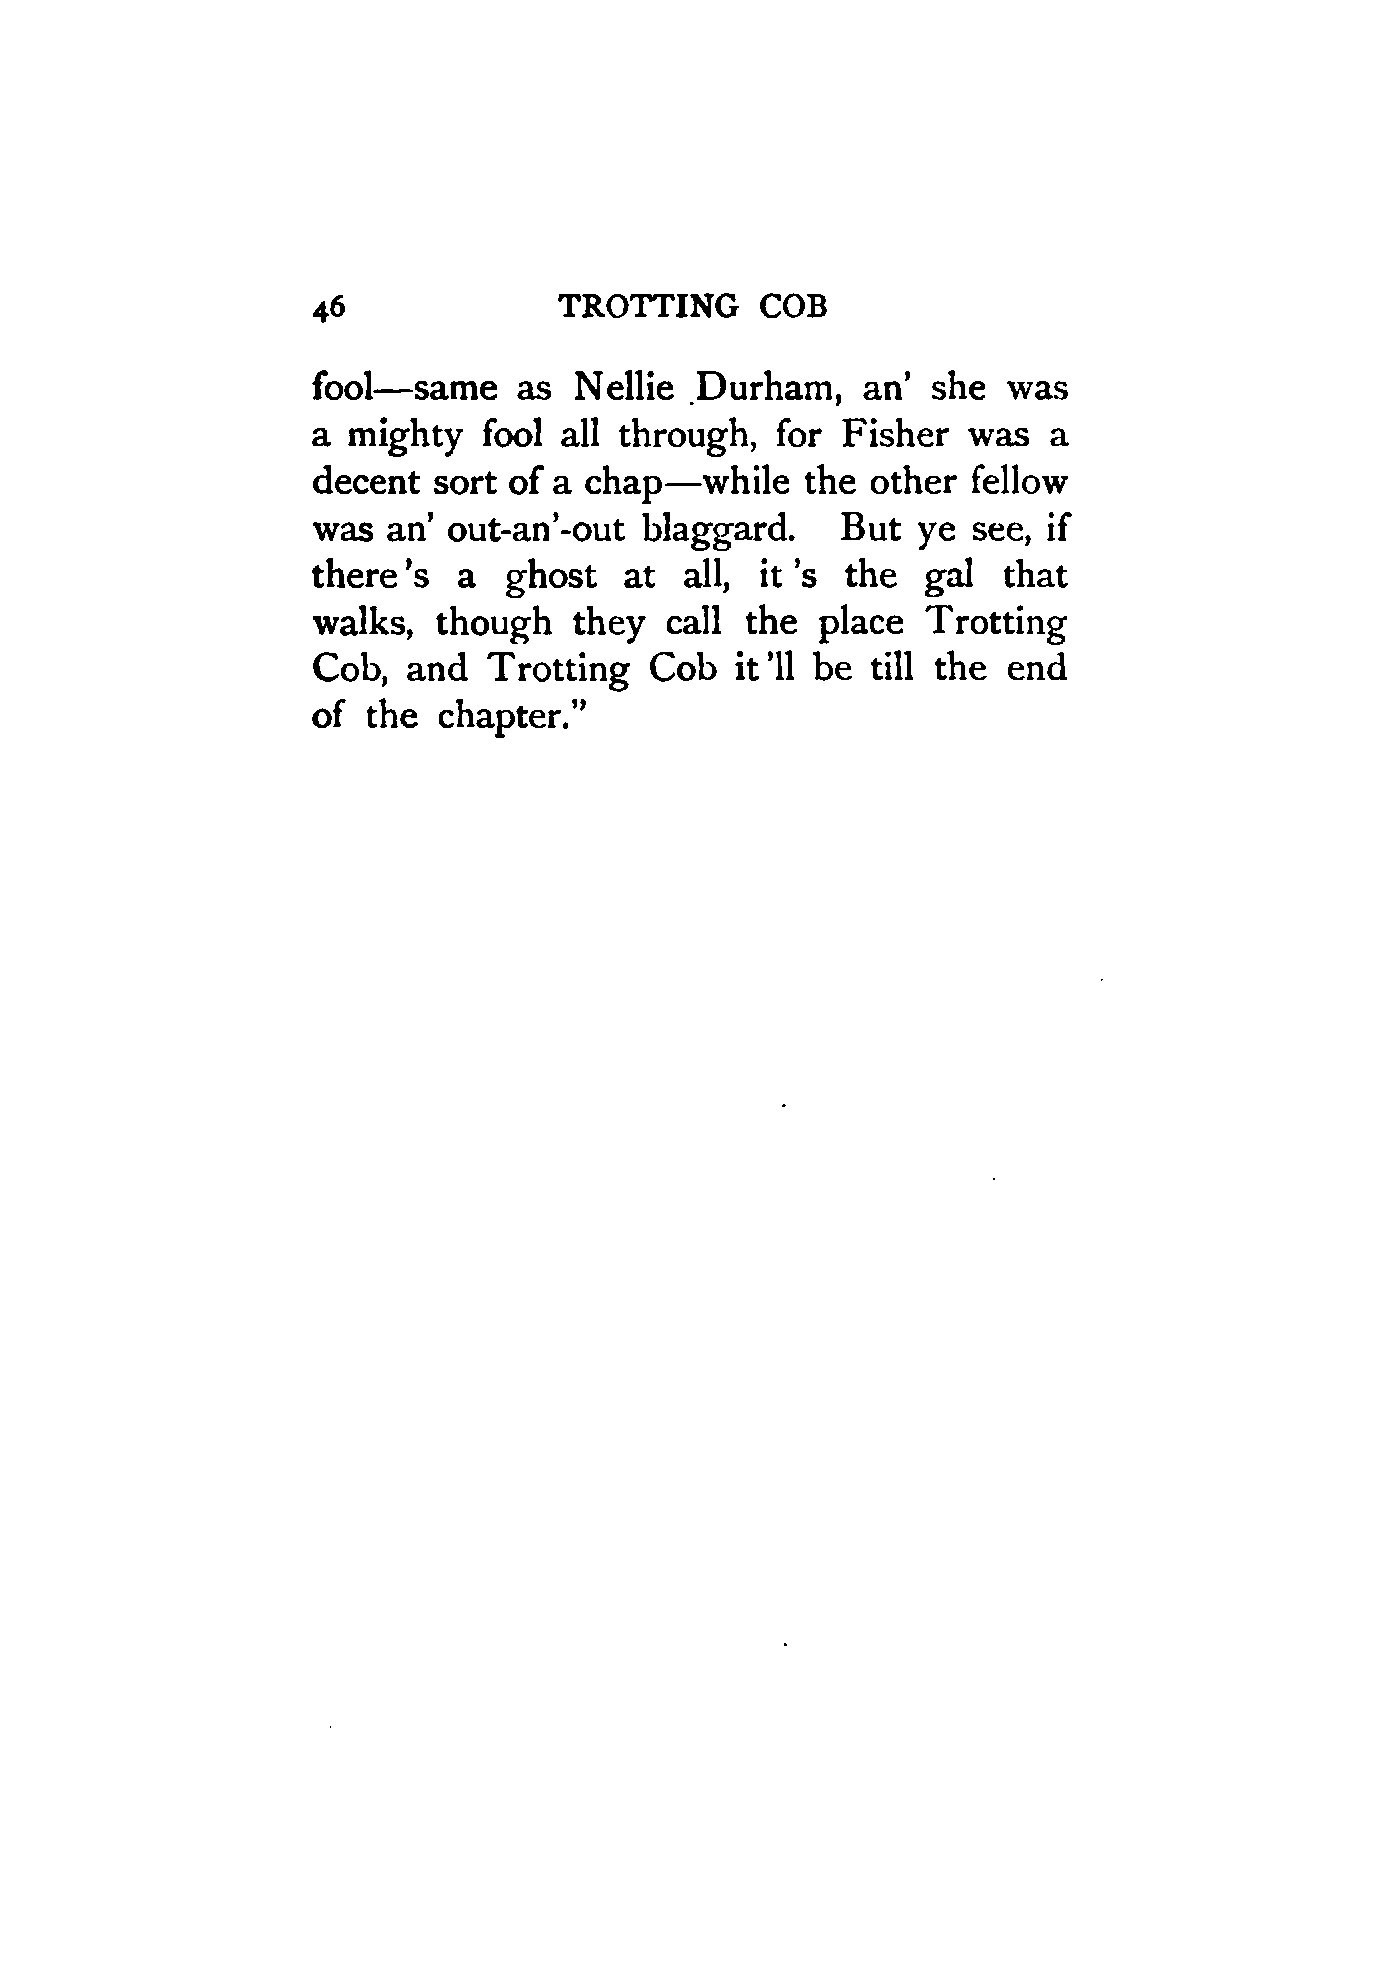 46 TROTTING COB
fool—same as Nellie Durham, an' she was
a mighty fool all through, for Fisher was a
decent sort of a chap—while the other fellow
was an' out-an'-out blaggard. But ye see, if
there's a ghost at all, it's the gal that
walks, though they call the place Trotting
Cob, and Trotting Cob it'll be till the end
of the chapter."